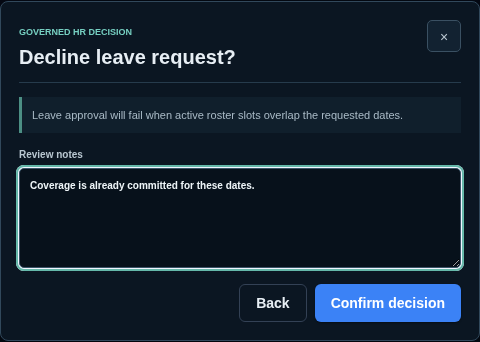 GOVERNED HR DECISION
Decline leave request?
×
Leave approval will fail when active roster slots overlap the requested dates.
Review notes
Coverage is already committed for these dates.
Back
Confirm decision